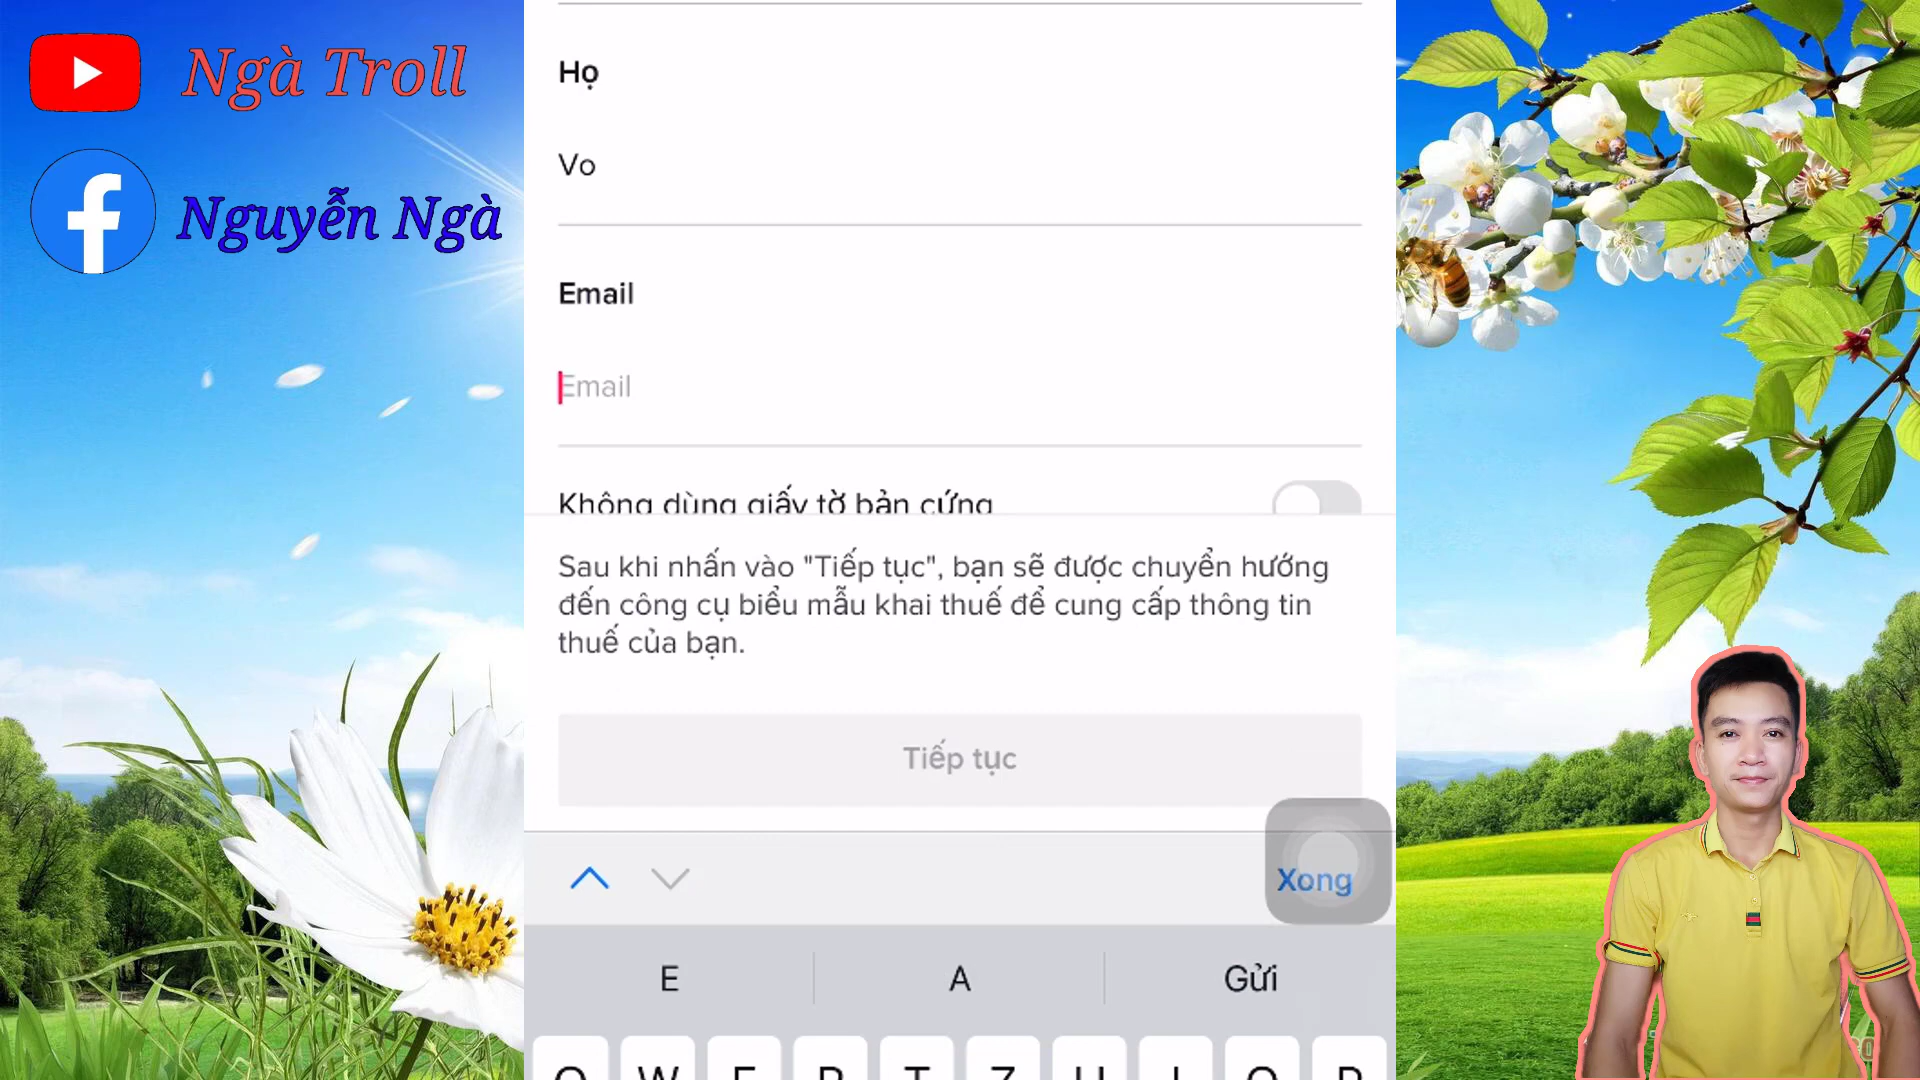 Ngà Troll
Nguyễn Ngà
Họ
Vo
Email
Email
Không dùng giấy tờ bản cứng
Sau khi nhấn vào "Tiếp tục", bạn sẽ được chuyển hướng
đến công cụ biểu mẫu khai thuế để cung cấp thông tin
thuế của bạn.
Tiếp tục
Xong
E A Gửi
Q W E R T Z U I O P